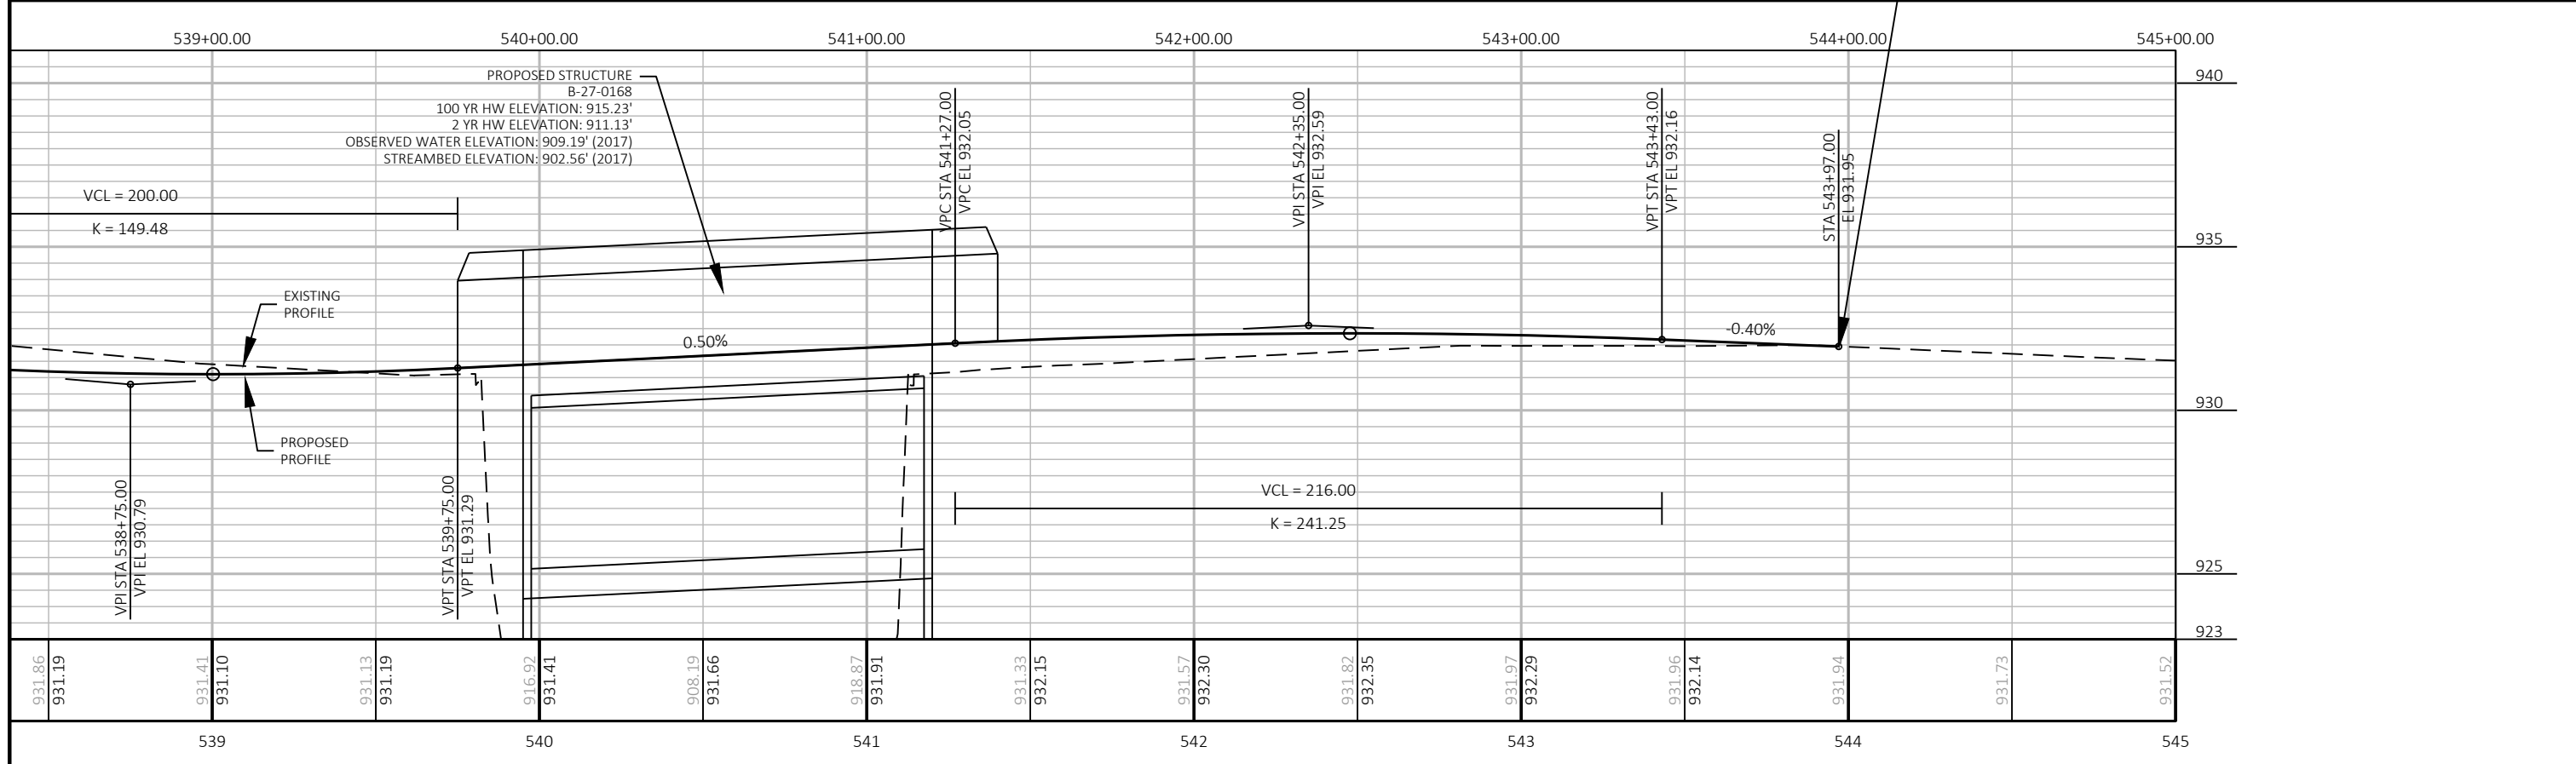 539+00.00
540+00.00
541+00.00
542+00.00
543+00.00
544+00.00
545+00.00
PROPOSED STRUCTURE
B-27-0168
100 YR HW ELEVATION: 915.23'
2 YR HW ELEVATION: 911.13'
OBSERVED WATER ELEVATION: 909.19' (2017)
STREAMBED ELEVATION: 902.56' (2017)
VCL = 200.00
K = 149.48
EXISTING
PROFILE
PROPOSED
PROFILE
VPI STA 538+75.00
VPI EL 930.79
VPT STA 539+75.00
VPT EL 931.29
0.50%
VPC STA 541+27.00
VPC EL 932.05
VPI STA 542+35.00
VPI EL 932.59
VPT STA 543+43.00
VPT EL 932.16
-0.40%
STA 543+97.00
EL 931.95
VCL = 216.00
K = 241.25
940
935
930
925
923
931.86
931.19
931.41
931.10
931.13
931.19
916.92
931.41
908.19
931.66
918.87
931.91
931.33
932.15
931.57
932.30
931.82
932.35
931.97
932.29
931.96
932.14
931.94
931.73
931.52
539
540
541
542
543
544
545